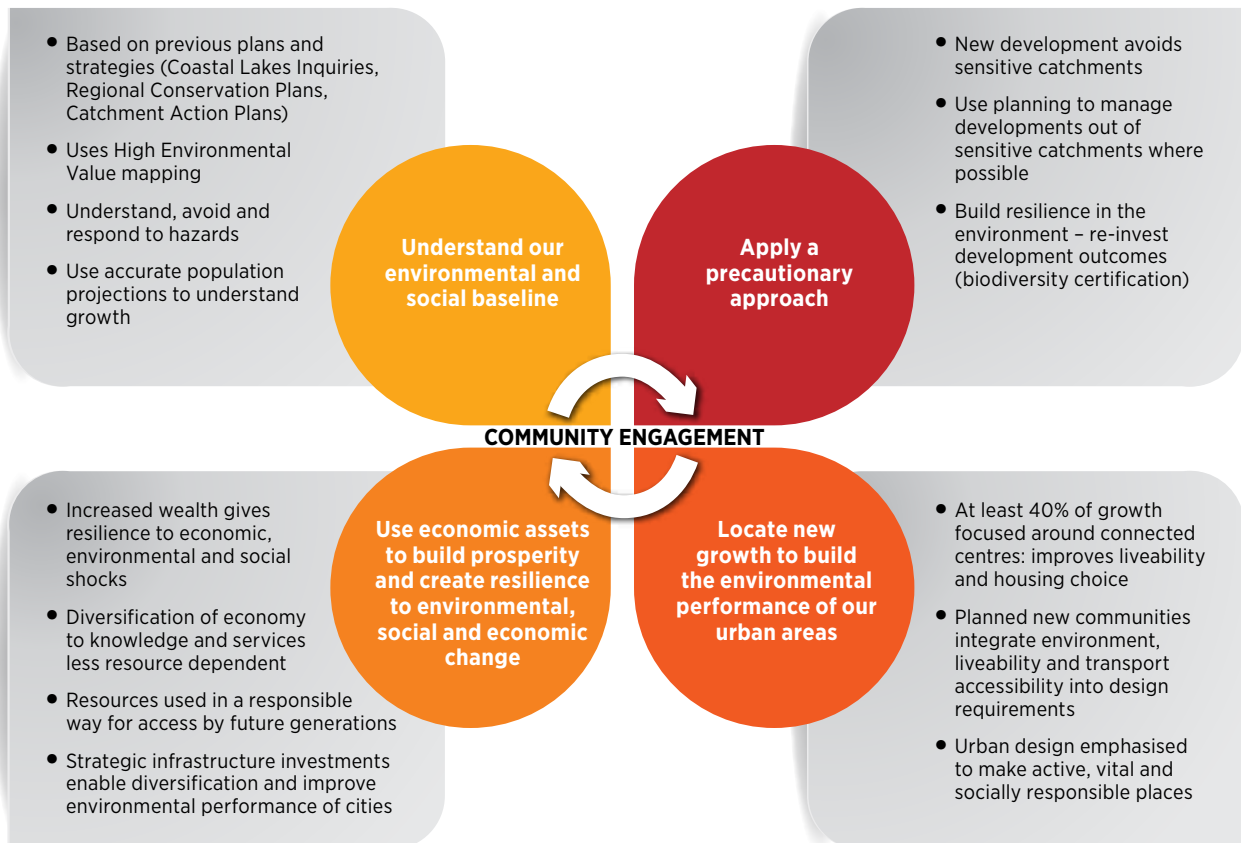 • Based on previous plans and
strategies (Coastal Lakes Inquiries,
Regional Conservation Plans,
Catchment Action Plans)
• Uses High Environmental
Value mapping
• Understand, avoid and
respond to hazards
• Use accurate population
projections to understand
growth
Understand our
environmental and
social baseline
Apply a
precautionary
approach
• New development avoids
sensitive catchments
• Use planning to manage
developments out of
sensitive catchments where
possible
• Build resilience in the
environment – re-invest
development outcomes
(biodiversity certification)
COMMUNITY ENGAGEMENT
• Increased wealth gives
resilience to economic,
environmental and social
shocks
• Diversification of economy
to knowledge and services
less resource dependent
• Resources used in a responsible
way for access by future generations
• Strategic infrastructure investments
enable diversification and improve
environmental performance of cities
Use economic assets
to build prosperity
and create resilience
to environmental,
social and economic
change
Locate new
growth to build
the environmental
performance of our
urban areas
• At least 40% of growth
focused around connected
centres: improves liveability
and housing choice
• Planned new communities
integrate environment,
liveability and transport
accessibility into design
requirements
• Urban design emphasised
to make active, vital and
socially responsible places